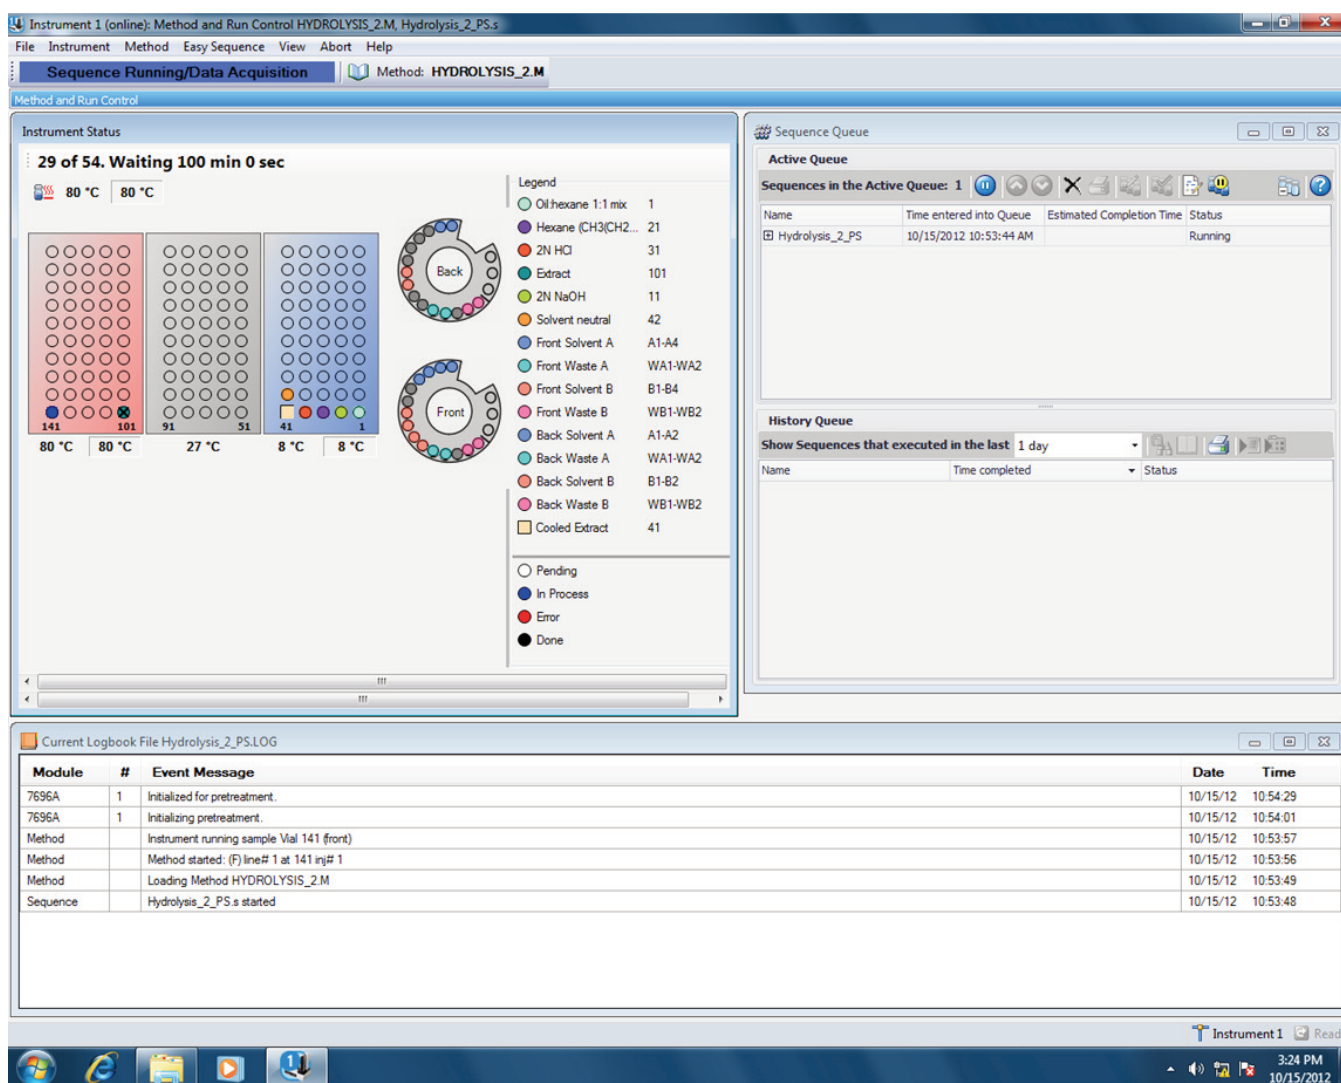 Instrument 1 (online): Method and Run Control HYDROLYSIS_2.M, Hydrolysis_2_PS.s
File Instrument Method Easy Sequence View Abort Help
Sequence Running/Data Acquisition Method: HYDROLYSIS_2.M
Method and Run Control
Instrument Status
29 of 54. Waiting 100 min 0 sec
80 °C 80 °C
141 101 91 51 41 1
80 °C 80 °C 27 °C 8 °C 8 °C
Back
Front
Legend
Oil:hexane 1:1 mix 1
Hexane (CH3(CH2... 21
2N HCl 31
Extract 101
2N NaOH 11
Solvent neutral 42
Front Solvent A A1-A4
Front Waste A WA1-WA2
Front Solvent B B1-B4
Front Waste B WB1-WB2
Back Solvent A A1-A2
Back Waste A WA1-WA2
Back Solvent B B1-B2
Back Waste B WB1-WB2
Cooled Extract 41
Pending
In Process
Error
Done
Sequence Queue
Active Queue
Sequences in the Active Queue: 1
Name Time entered into Queue Estimated Completion Time Status
Hydrolysis_2_PS 10/15/2012 10:53:44 AM Running
History Queue
Show Sequences that executed in the last 1 day
Name Time completed Status
Current Logbook File Hydrolysis_2_PS.LOG
Module # Event Message Date Time
7696A 1 Initialized for pretreatment. 10/15/12 10:54:29
7696A 1 Initializing pretreatment. 10/15/12 10:54:01
Method Instrument running sample Vial 141 (front) 10/15/12 10:53:57
Method Method started: (F) line# 1 at 141 inj# 1 10/15/12 10:53:56
Method Loading Method HYDROLYSIS_2.M 10/15/12 10:53:49
Sequence Hydrolysis_2_PS.s started 10/15/12 10:53:48
Instrument 1 Read
3:24 PM
10/15/2012